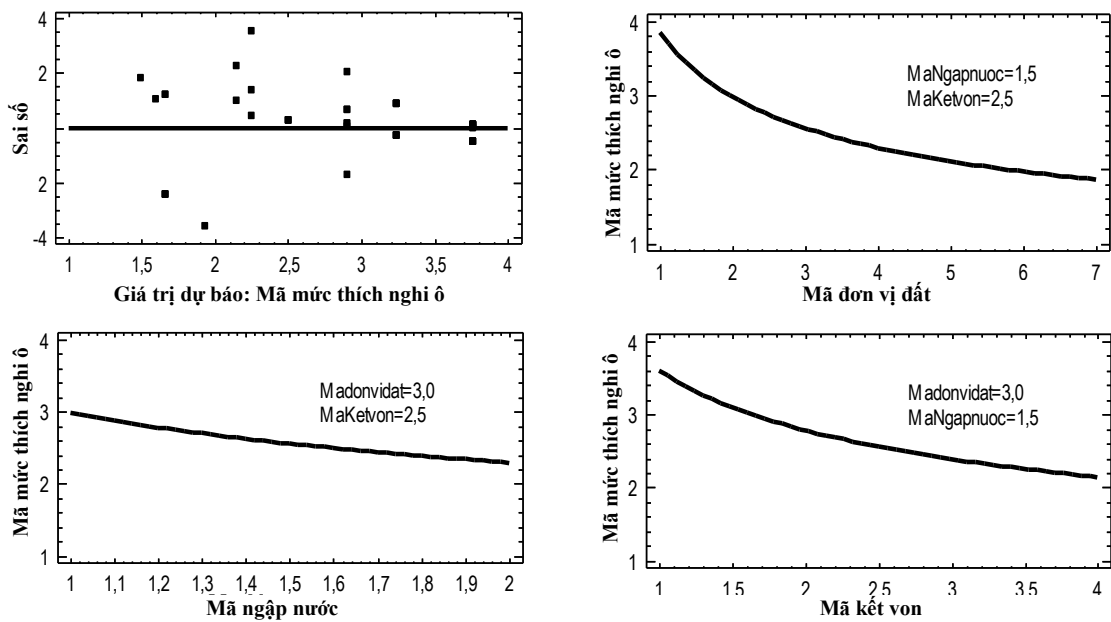 4
2
Sai số
0
2
-4
1 1,5 2 2,5 3 3,5 4
Giá trị dự báo: Mã mức thích nghi ô
4
3
2
1
Mã mức thích nghi ô
MaNgapnuoc=1,5
MaKetvon=2,5
1 2 3 4 5 6 7
Mã đơn vị đất
4
3
2
1
Mã mức thích nghi ô
Madonvidat=3,0
MaKetvon=2,5
1 1,1 1,2 1,3 1,4 1,5 1,6 1,7 1,8 1,9 2
Mã ngập nước
4
3
2
1
Mã mức thích nghi ô
Madonvidat=3,0
MaNgapnuoc=1,5
1 1.5 2 2.5 3 3.5 4
Mã kết von